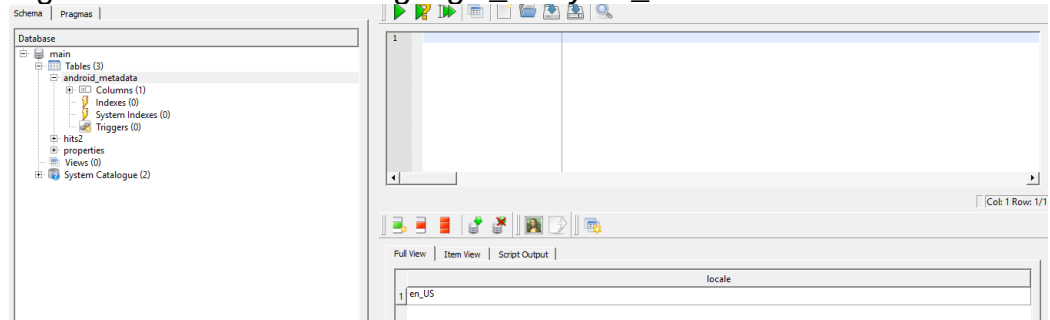 Schema
Pragmas
Database
main
Tables (3)
android_metadata
Columns (1)
Indexes (0)
System Indexes (0)
Triggers (0)
hits2
properties
Views (0)
System Catalogue (2)
1
Col: 1 Row: 1/1
Full View
Item View
Script Output
locale
1 en_US